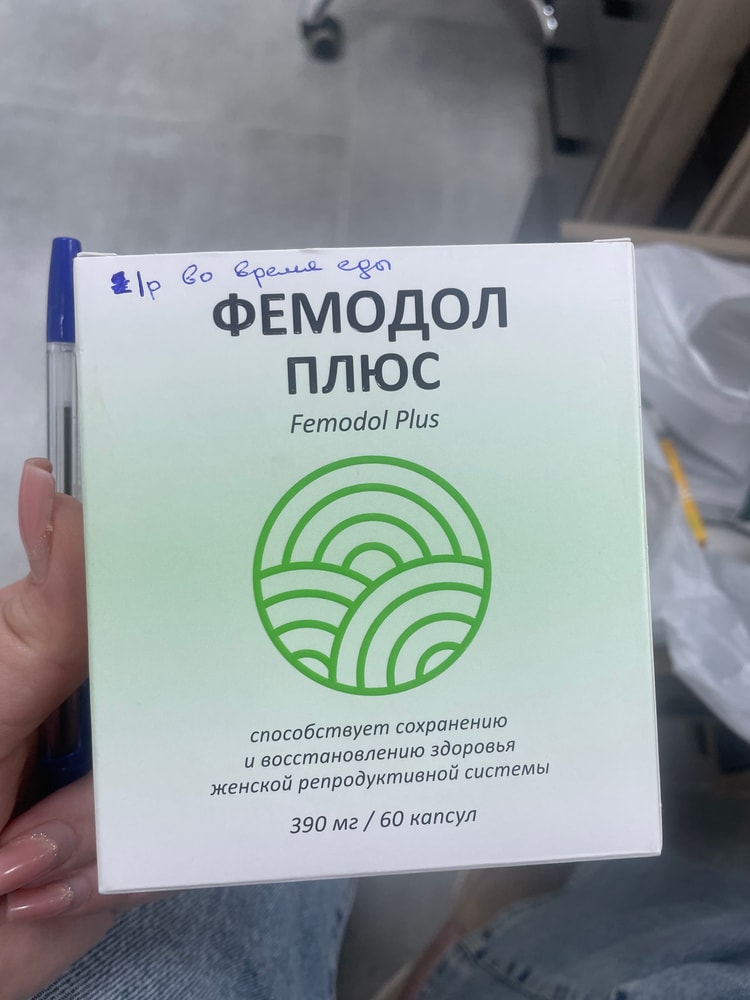 /р во время еды
ФЕМОДОЛ
ПЛЮС
Femodol Plus
способствует сохранению
и восстановлению здоровья
женской репродуктивной системы
390 мг / 60 капсул